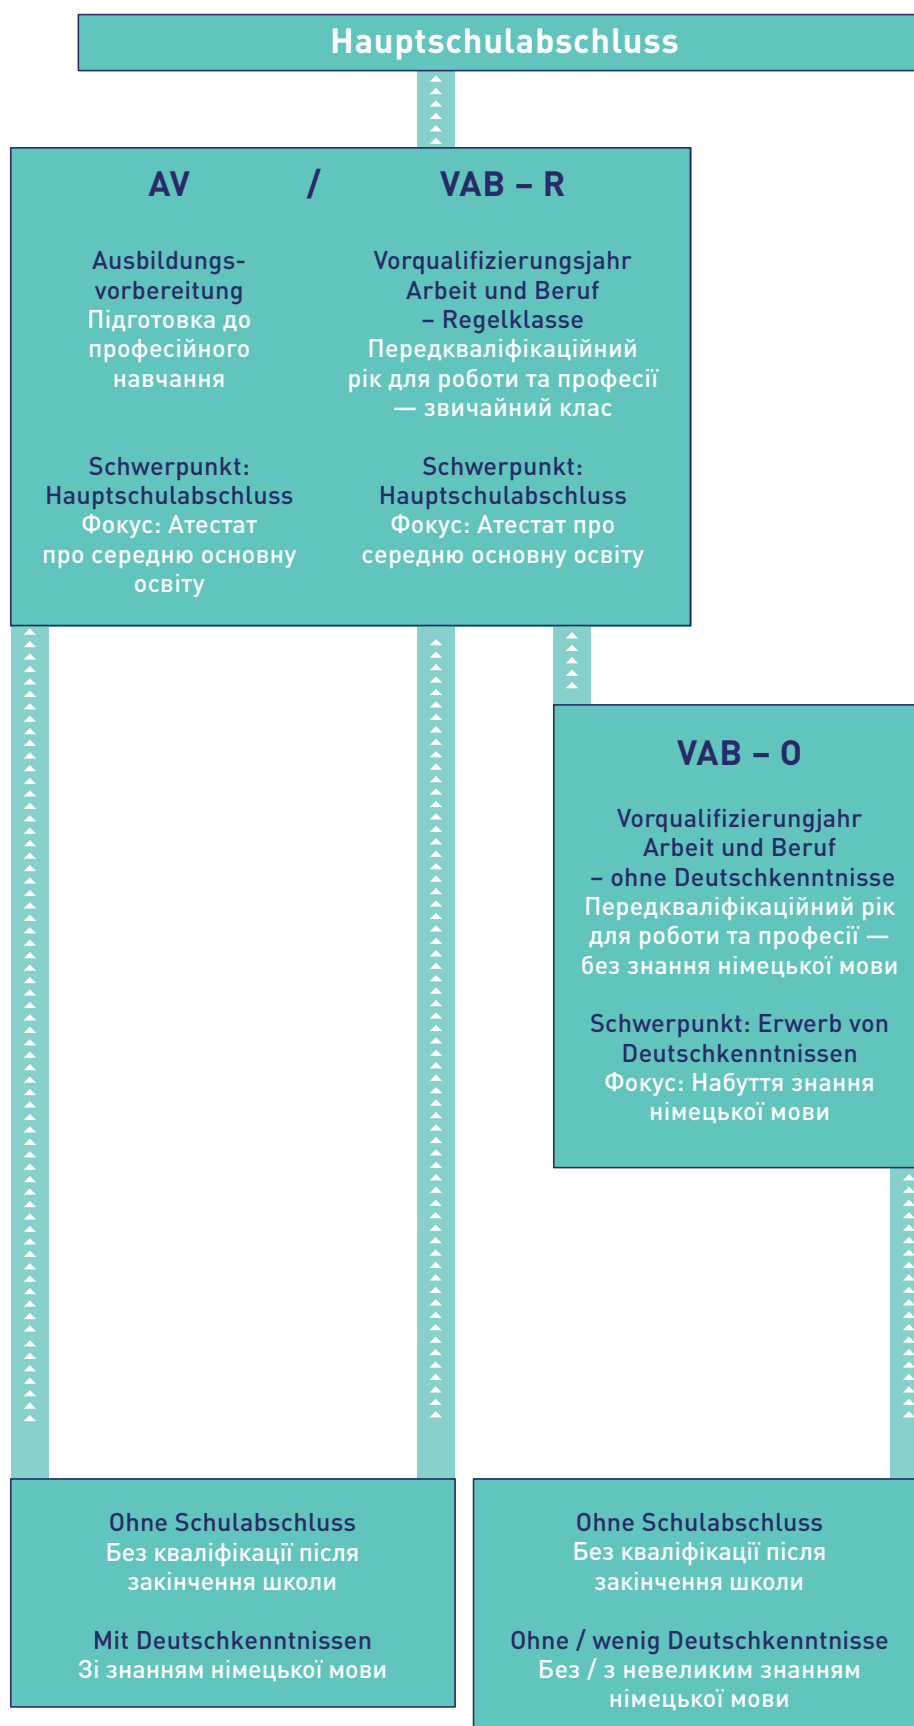 Hauptschulabschluss
AV / VAB – R
Ausbildungs-
vorbereitung
Підготовка до
професійного
навчання
Schwerpunkt:
Hauptschulabschluss
Фокус: Атестат
про середню основну
освіту
Vorqualifizierungsjahr
Arbeit und Beruf
– Regelklasse
Передкваліфікаційний
рік для роботи та професії
— звичайний клас
Schwerpunkt:
Hauptschulabschluss
Фокус: Атестат про
середню основну освіту
VAB – O
Vorqualifizierungjahr
Arbeit und Beruf
– ohne Deutschkenntnisse
Передкваліфікаційний рік
для роботи та професії —
без знання німецької мови
Schwerpunkt: Erwerb von
Deutschkenntnissen
Фокус: Набуття знання
німецької мови
Ohne Schulabschluss
Без кваліфікації після
закінчення школи
Mit Deutschkenntnissen
Зі знанням німецької мови
Ohne Schulabschluss
Без кваліфікації після
закінчення школи
Ohne / wenig Deutschkenntnisse
Без / з невеликим знанням
німецької мови